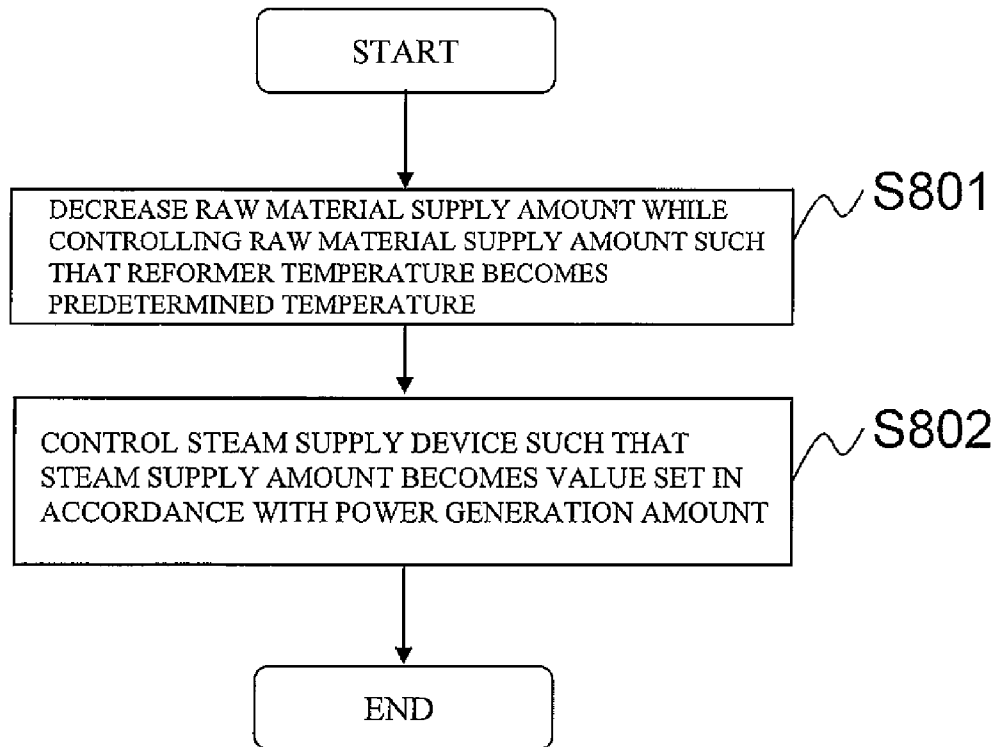 START
DECREASE RAW MATERIAL SUPPLY AMOUNT WHILE
CONTROLLING RAW MATERIAL SUPPLY AMOUNT SUCH
THAT REFORMER TEMPERATURE BECOMES
PREDETERMINED TEMPERATURE
S801
CONTROL STEAM SUPPLY DEVICE SUCH THAT
STEAM SUPPLY AMOUNT BECOMES VALUE SET IN
ACCORDANCE WITH POWER GENERATION AMOUNT
S802
END